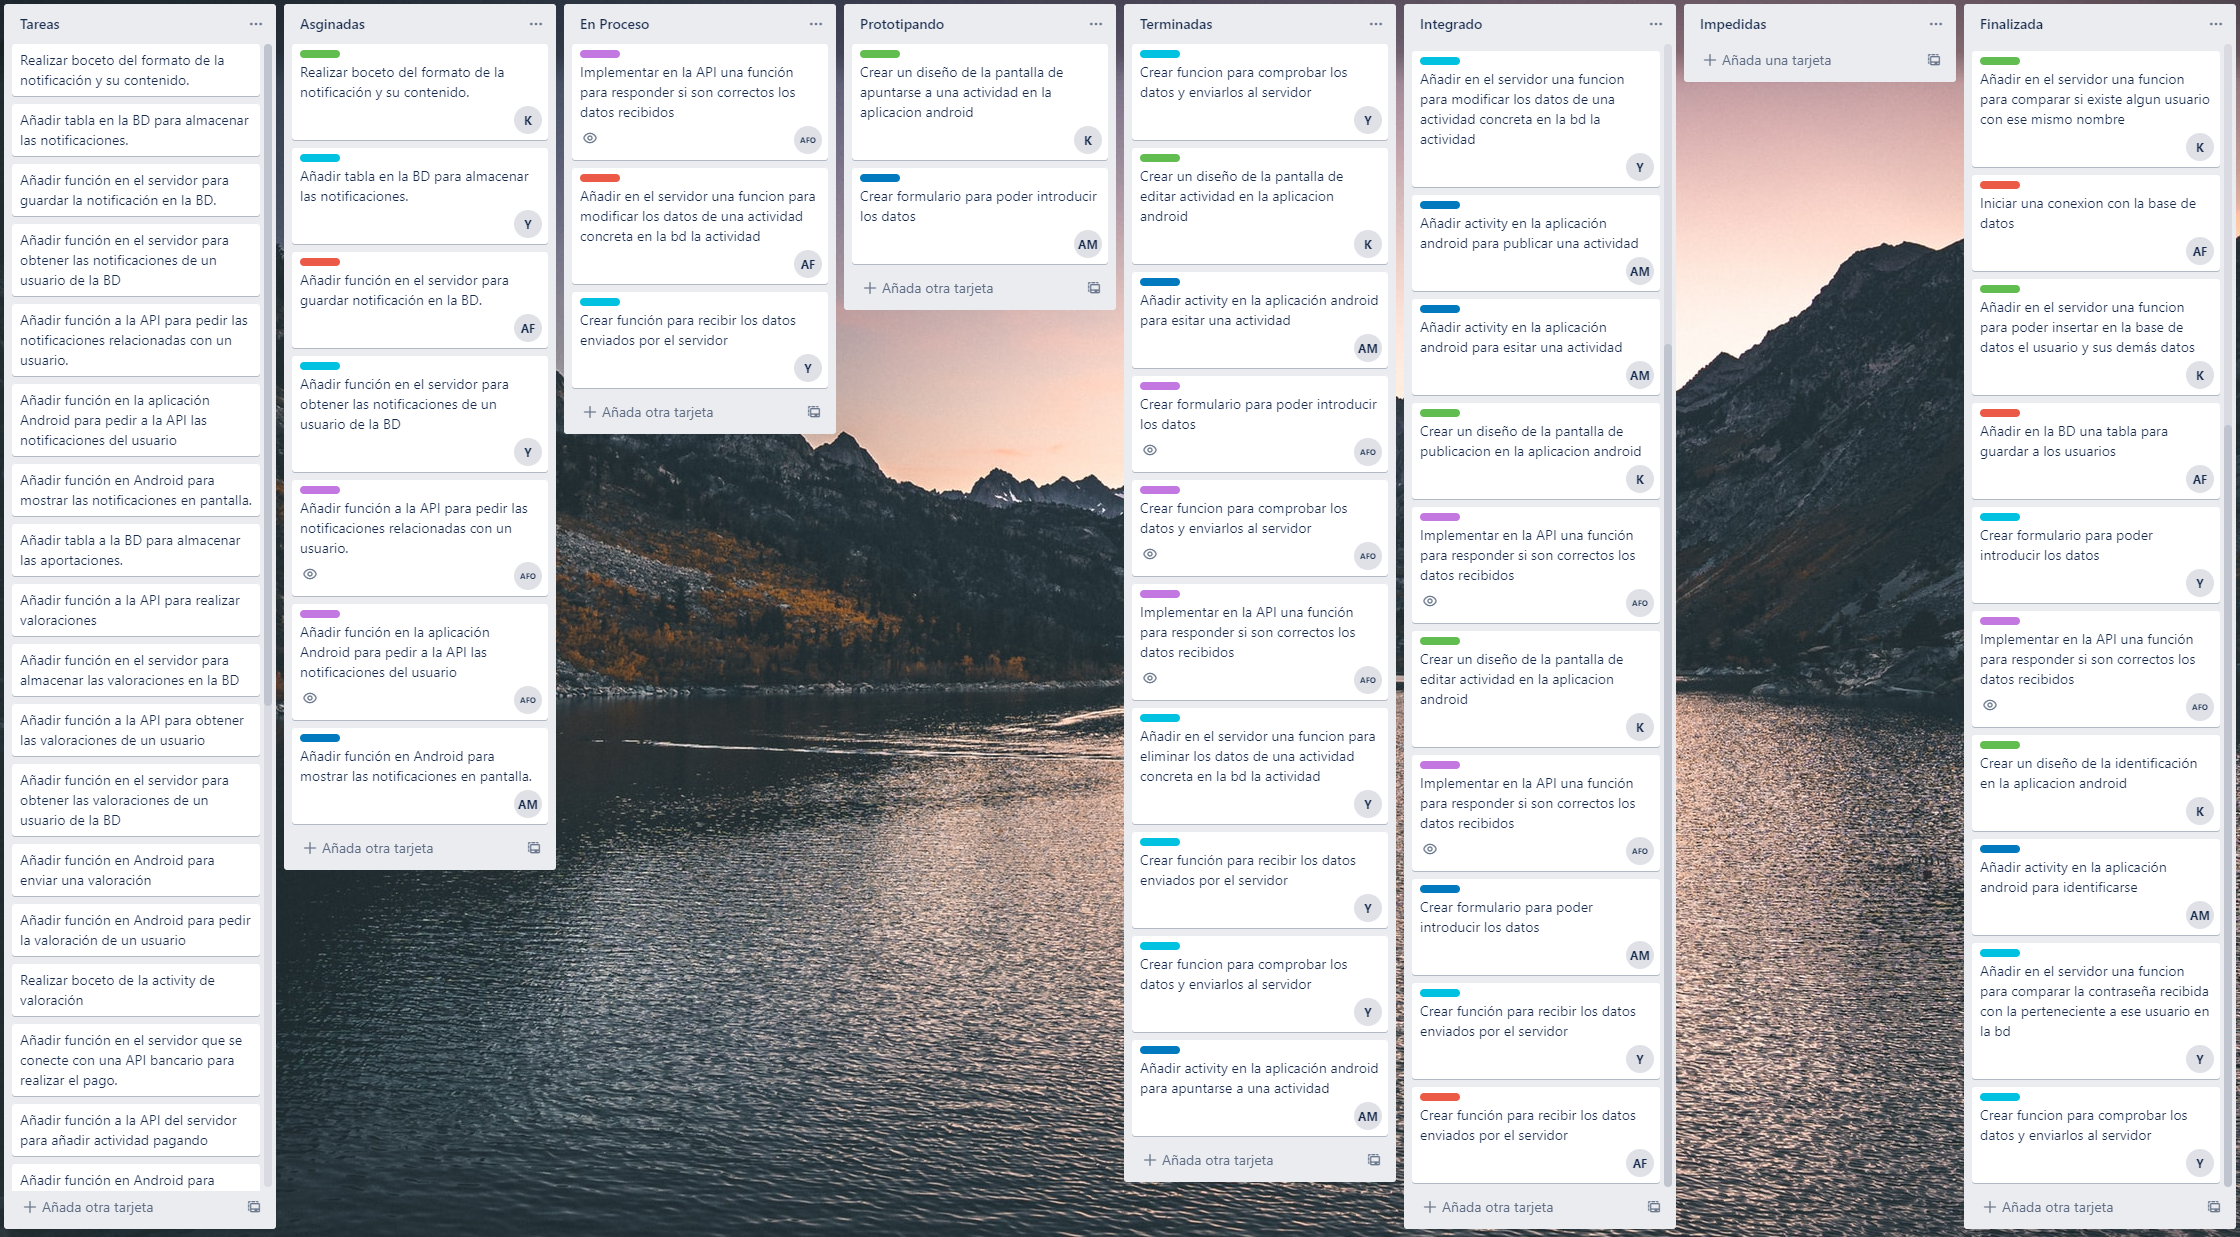 Tareas
Realizar boceto del formato de la
notificación y su contenido.
Añadir tabla en la BD para almacenar
las notificaciones.
Añadir función en el servidor para
guardar la notificación en la BD.
Añadir función en el servidor para
obtener las notificaciones de un
usuario de la BD
Añadir función a la API para pedir las
notificaciones relacionadas con un
usuario.
Añadir función en la aplicación
Android para pedir a la API las
notificaciones del usuario
Añadir función en Android para
mostrar las notificaciones en pantalla.
Añadir tabla a la BD para almacenar
las aportaciones.
Añadir función a la API para realizar
valoraciones
Añadir función en el servidor para
almacenar las valoraciones en la BD
Añadir función a la API para obtener
las valoraciones de un usuario
Añadir función en el servidor para
obtener las valoraciones de un
usuario de la BD
Añadir función en Android para
enviar una valoración
Añadir función en Android para pedir
la valoración de un usuario
Realizar boceto de la activity de
valoración
Añadir función en el servidor que se
conecte con una API bancario para
realizar el pago.
Añadir función a la API del servidor
para añadir actividad pagando
Añadir función en Android para
Añada otra tarjeta
Asginadas
Realizar boceto del formato de la
notificación y su contenido.
K
Añadir tabla en la BD para almacenar
las notificaciones.
Y
Añadir función en el servidor para
guardar notificación en la BD.
AF
Añadir función en el servidor para
obtener las notificaciones de un
usuario de la BD
Y
Añadir función a la API para pedir las
notificaciones relacionadas con un
usuario.
AFO
Añadir función en la aplicación
Android para pedir a la API las
notificaciones del usuario
AFO
Añadir función en Android para
mostrar las notificaciones en pantalla.
AM
Añada otra tarjeta
En Proceso
Implementar en la API una función
para responder si son correctos los
datos recibidos
AFO
Añadir en el servidor una funcion para
modificar los datos de una actividad
concreta en la bd la actividad
AF
Crear función para recibir los datos
enviados por el servidor
Y
Añada otra tarjeta
Prototipando
Crear un diseño de la pantalla de
apuntarse a una actividad en la
aplicacion android
K
Crear formulario para poder introducir
los datos
AM
Añada otra tarjeta
Terminadas
Crear funcion para comprobar los
datos y enviarlos al servidor
Y
Crear un diseño de la pantalla de
editar actividad en la aplicacion
android
K
Añadir activity en la aplicación android
para esitar una actividad
AM
Crear formulario para poder introducir
los datos
AFO
Crear funcion para comprobar los
datos y enviarlos al servidor
AFO
Implementar en la API una función
para responder si son correctos los
datos recibidos
AFO
Añadir en el servidor una funcion para
eliminar los datos de una actividad
concreta en la bd la actividad
Y
Crear función para recibir los datos
enviados por el servidor
Y
Crear funcion para comprobar los
datos y enviarlos al servidor
Y
Añadir activity en la aplicación android
para apuntarse a una actividad
AM
Añada otra tarjeta
Integrado
Añadir en el servidor una funcion
para modificar los datos de una
actividad concreta en la bd la
actividad
Y
Añadir activity en la aplicación
android para publicar una actividad
AM
Añadir activity en la aplicación
android para esitar una actividad
AM
Crear un diseño de la pantalla de
publicacion en la aplicacion android
K
Implementar en la API una función
para responder si son correctos los
datos recibidos
AFO
Crear un diseño de la pantalla de
editar actividad en la aplicacion
android
K
Implementar en la API una función
para responder si son correctos los
datos recibidos
AFO
Crear formulario para poder
introducir los datos
AM
Crear función para recibir los datos
enviados por el servidor
Y
Crear función para recibir los datos
enviados por el servidor
AF
Añada otra tarjeta
Impedidas
Añada una tarjeta
Finalizada
Añadir en el servidor una funcion
para comparar si existe algun usuario
con ese mismo nombre
K
Iniciar una conexion con la base de
datos
AF
Añadir en el servidor una funcion
para poder insertar en la base de
datos el usuario y sus demás datos
K
Añadir en la BD una tabla para
guardar a los usuarios
AF
Crear formulario para poder
introducir los datos
Y
Implementar en la API una función
para responder si son correctos los
datos recibidos
AFO
Crear un diseño de la identificación
en la aplicacion android
K
Añadir activity en la aplicación
android para identificarse
AM
Añadir en el servidor una funcion
para comparar la contraseña recibida
con la perteneciente a ese usuario en
la bd
Y
Crear funcion para comprobar los
datos y enviarlos al servidor
Y
Añada otra tarjeta